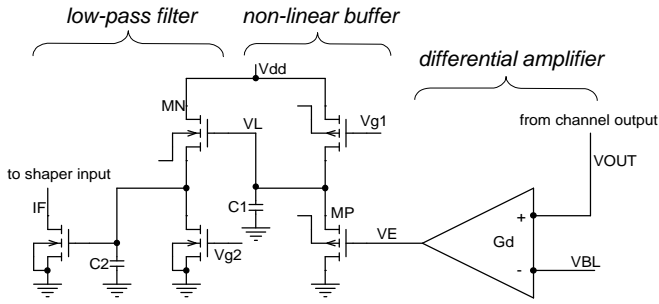 low-pass filter
non-linear buffer
differential amplifier
Vdd
MN
VL
Vg1
from channel output
VOUT
to shaper input
IF
C1
MP
VE
+
Gd
-
VBL
C2
Vg2